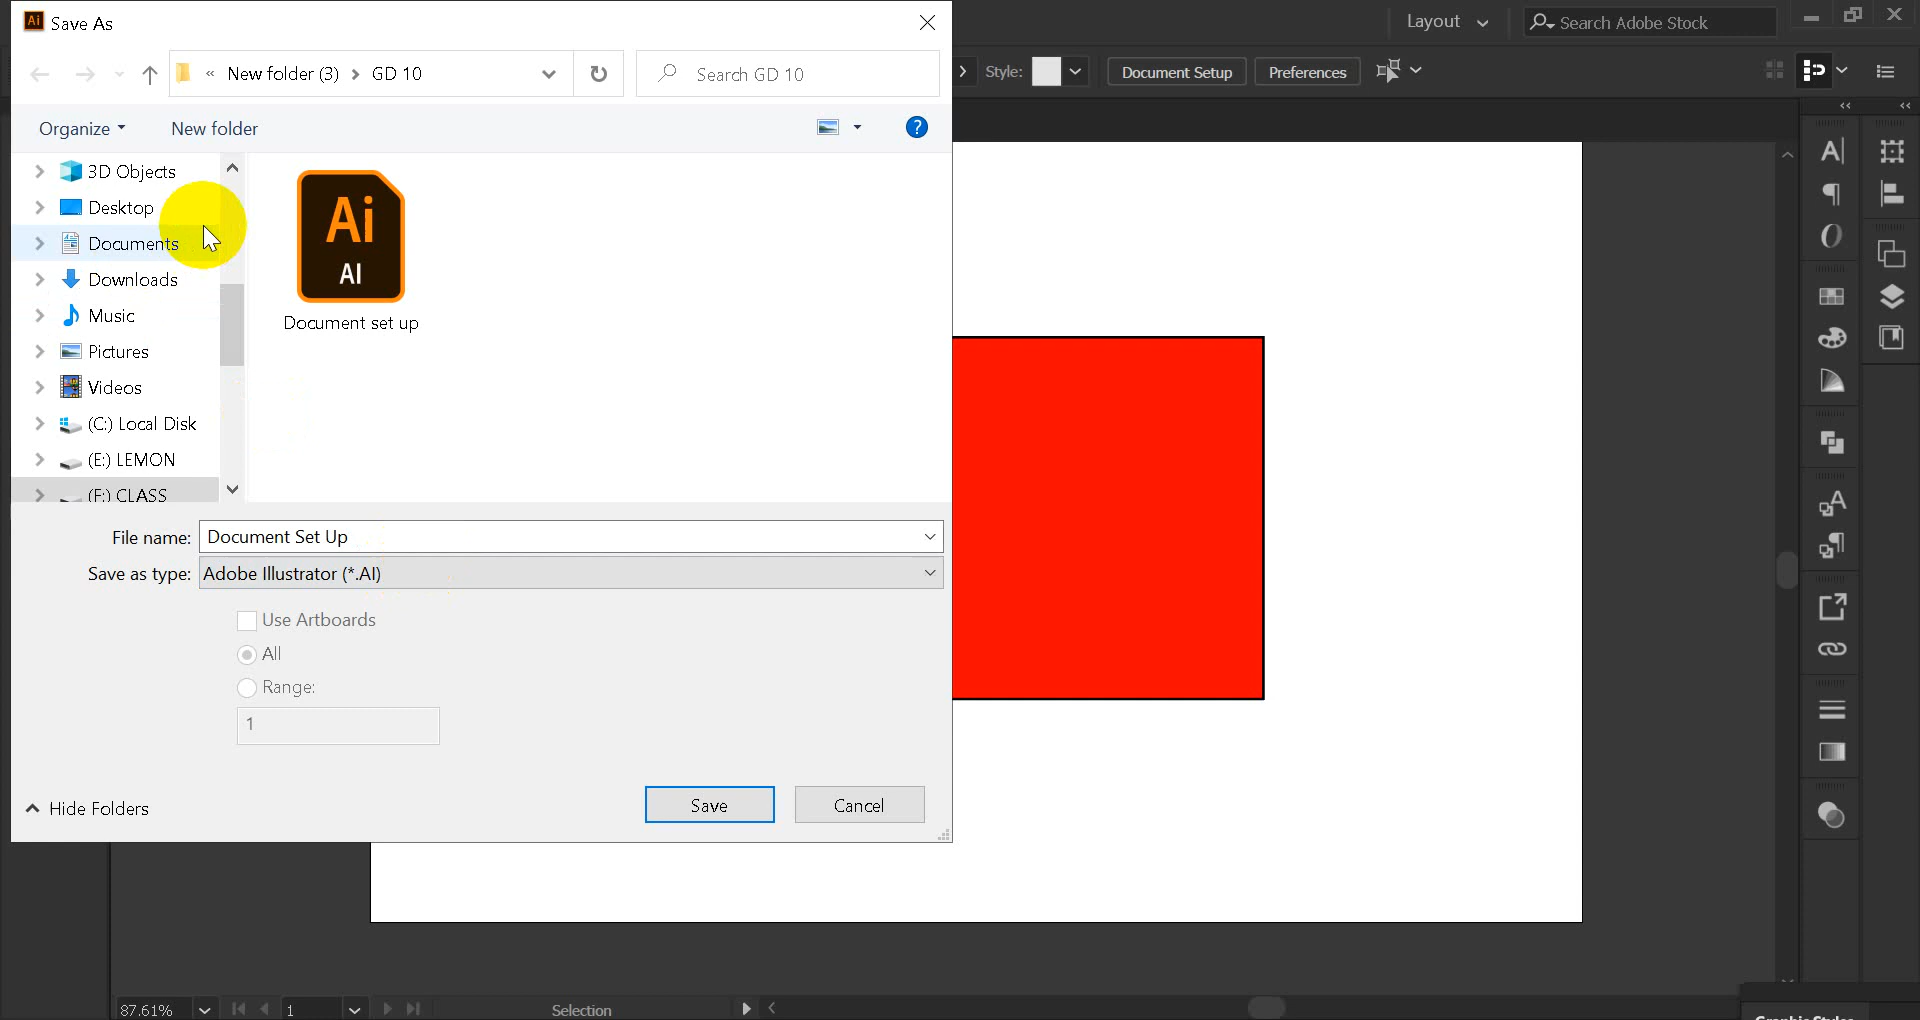 Ai Save As
« New folder (3) > GD 10
Search GD 10
Organize
New folder
?
3D Objects
Desktop
Documents
Downloads
Music
Pictures
Videos
(C:) Local Disk
(E:) LEMON
(F:) CLASS
Ai
AI
Document set up
File name: Document Set Up
Save as type: Adobe Illustrator (*.AI)
Use Artboards
All
Range:
1
Hide Folders
Save
Cancel
Layout
Search Adobe Stock
Style:
Document Setup
Preferences
87.61%
1
Selection
Graphic Styles